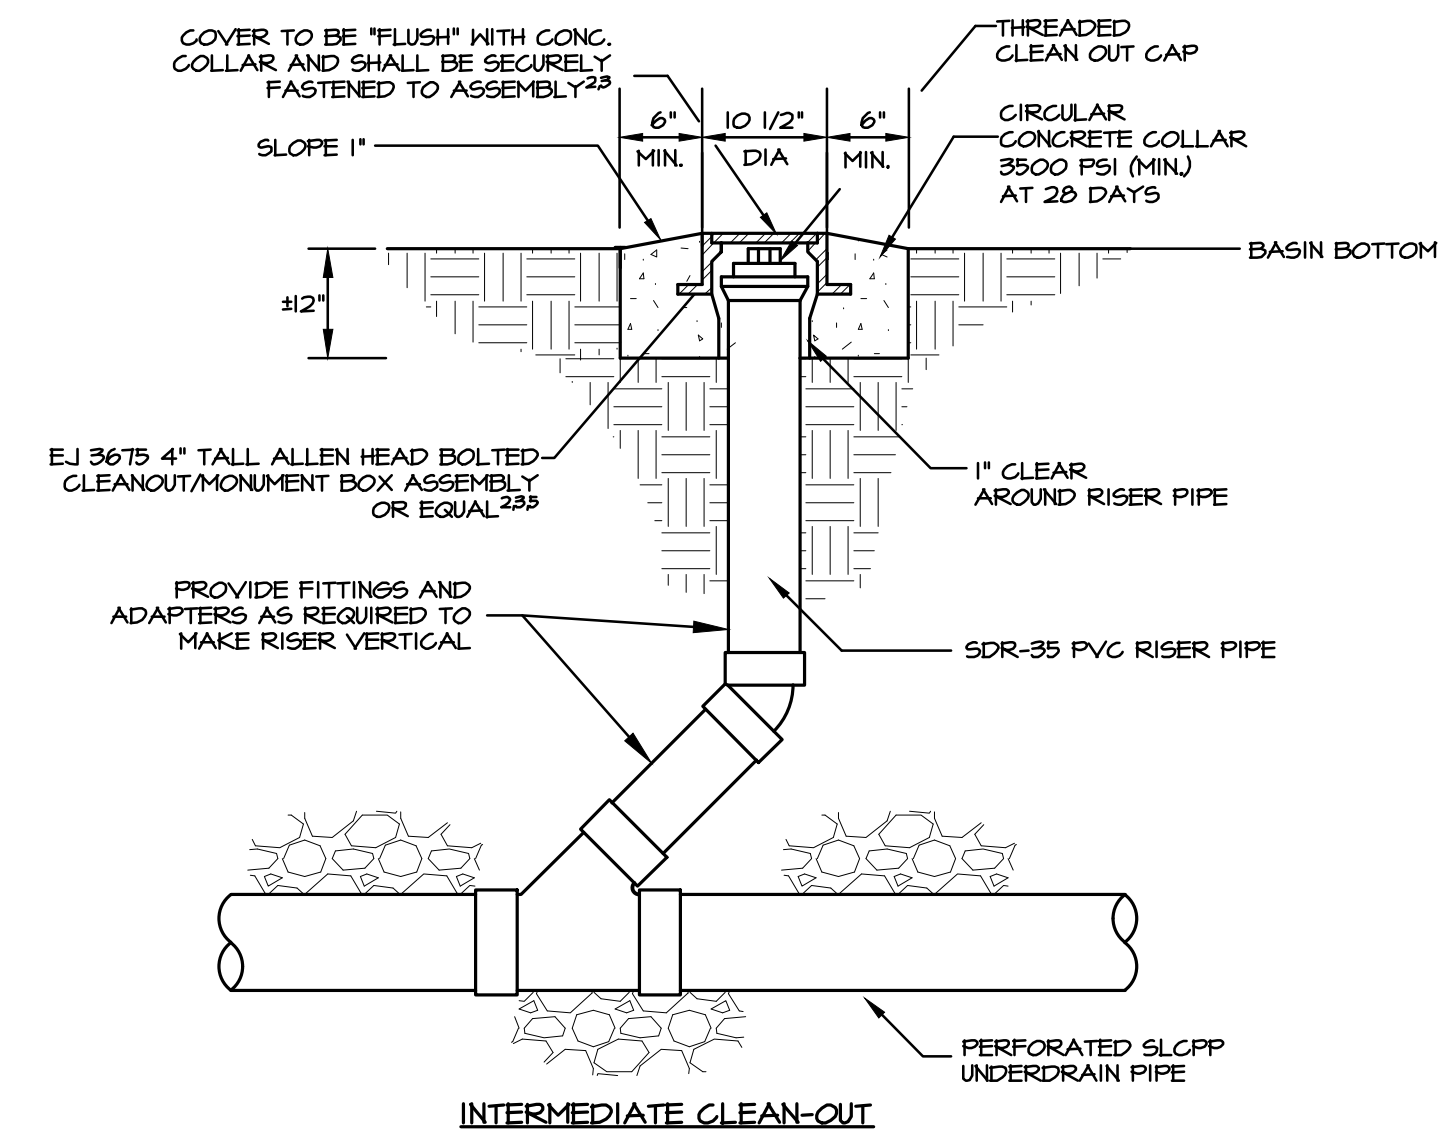 COVER TO BE "FLUSH" WITH CONC.
COLLAR AND SHALL BE SECURELY
FASTENED TO ASSEMBLY2,3
THREADED
CLEAN OUT CAP
6"
MIN.
10 1/2"
DIA
6"
MIN.
CIRCULAR
CONCRETE COLLAR
3500 PSI (MIN.)
AT 28 DAYS
SLOPE 1"
BASIN BOTTOM
±12"
EJ 3675 4" TALL ALLEN HEAD BOLTED
CLEANOUT/MONUMENT BOX ASSEMBLY
OR EQUAL2,3,5
1" CLEAR
AROUND RISER PIPE
PROVIDE FITTINGS AND
ADAPTERS AS REQUIRED TO
MAKE RISER VERTICAL
SDR-35 PVC RISER PIPE
PERFORATED SLCPP
UNDERDRAIN PIPE
INTERMEDIATE CLEAN-OUT